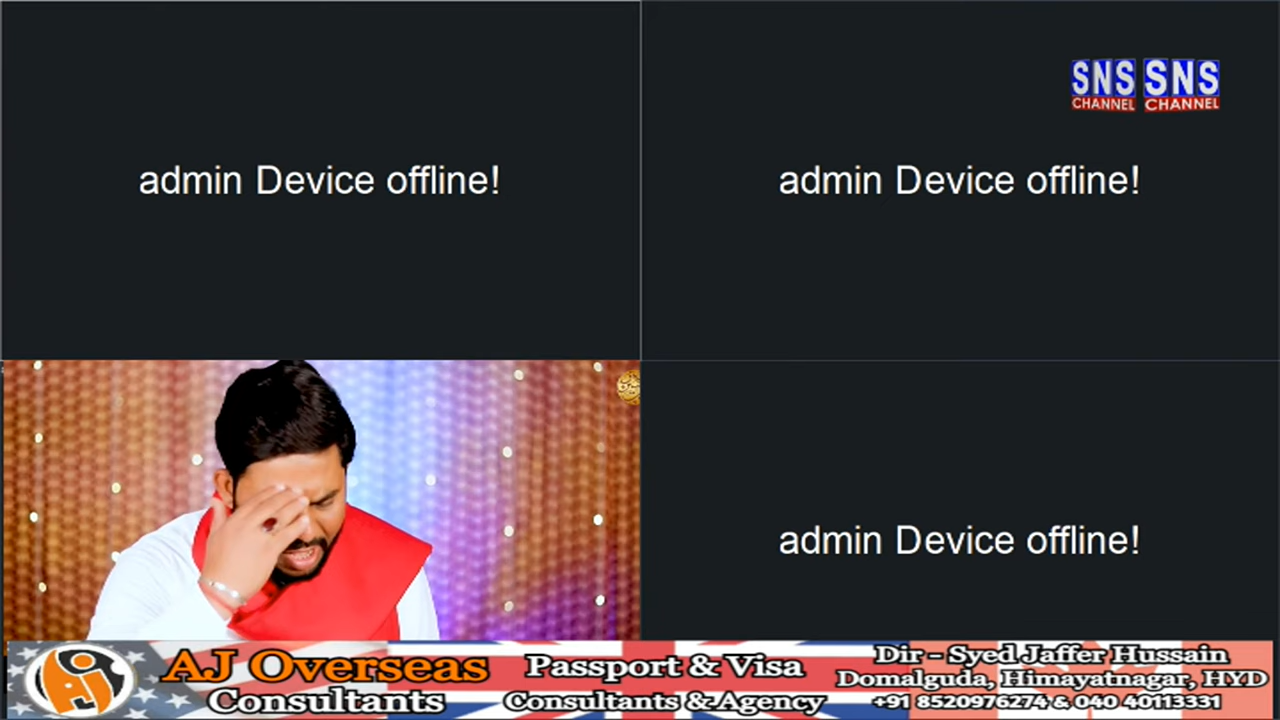 SNS SNS
CHANNEL CHANNEL
admin Device offline!
admin Device offline!
admin Device offline!
AJ Overseas
Consultants
Passport & Visa
Consultants & Agency
Dir - Syed Jaffer Hussain
Domalguda, Himayatnagar, HYD
+91 8520976274 & 040 40113331